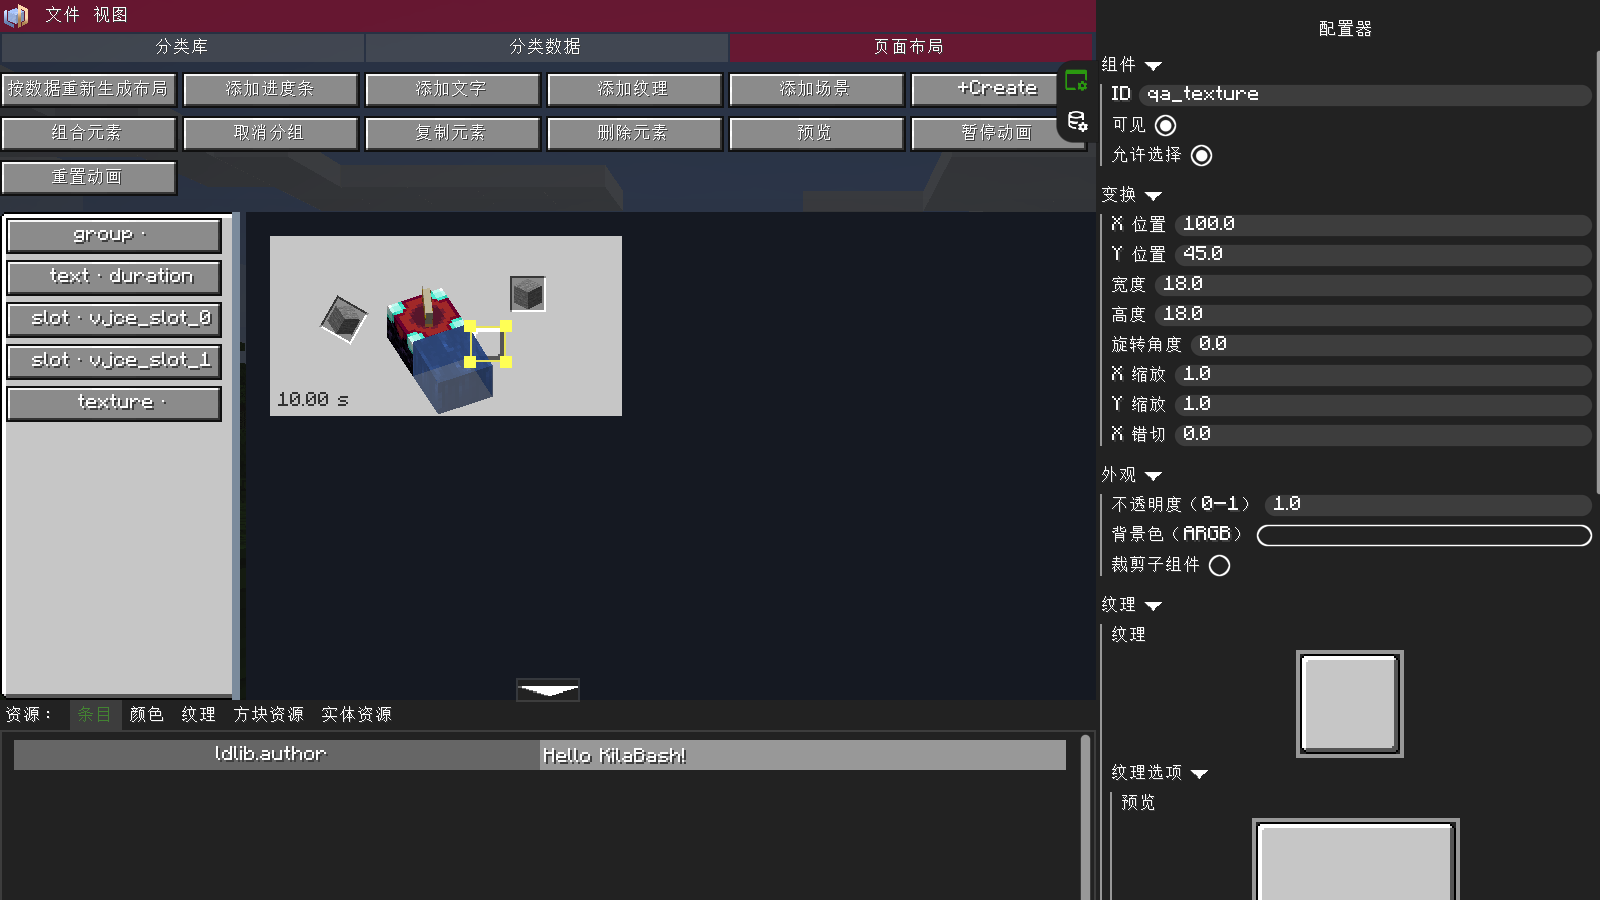 文件 视图
分类库 分类数据 页面布局
按数据重新生成布局 添加进度条 添加文字 添加纹理 添加场景 +Create
组合元素 取消分组 复制元素 删除元素 预览 暂停动画
重置动画
group ·
text · duration
slot · vjce_slot_0
slot · vjce_slot_1
texture ·
10.00 s
资源： 条目 颜色 纹理 方块资源 实体资源
ldlib.author Hello KilaBash!
配置器
组件
ID qa_texture
可见
允许选择
变换
X 位置 100.0
Y 位置 45.0
宽度 18.0
高度 18.0
旋转角度 0.0
X 缩放 1.0
Y 缩放 1.0
X 错切 0.0
外观
不透明度（0-1） 1.0
背景色（ARGB）
裁剪子组件
纹理
纹理
纹理选项
预览